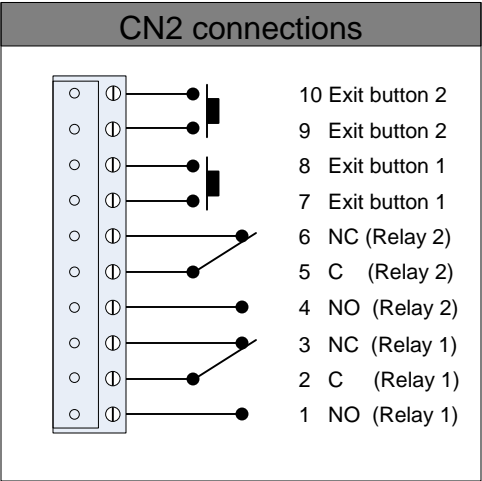 CN2 connections
10 Exit button 2
9 Exit button 2
8 Exit button 1
7 Exit button 1
6 NC (Relay 2)
5 C (Relay 2)
4 NO (Relay 2)
3 NC (Relay 1)
2 C (Relay 1)
1 NO (Relay 1)